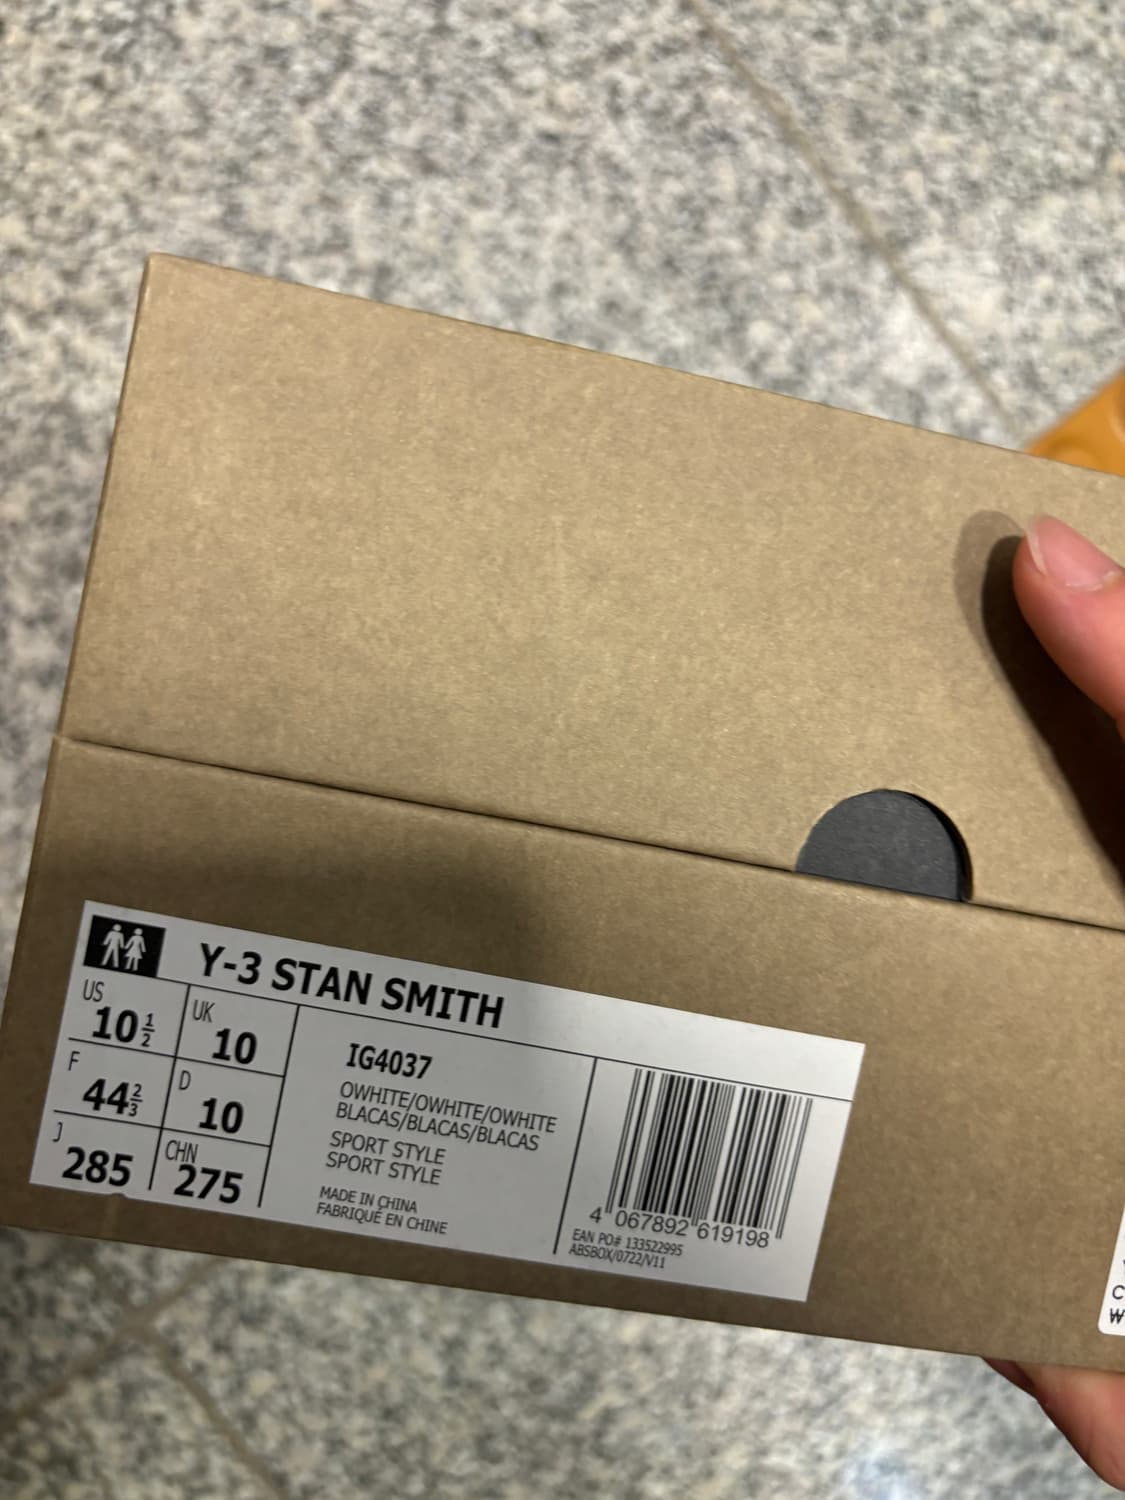 Y-3 STAN SMITH
US 10 1/2
UK 10
F 44 2/3
D 10
J 285
CHN 275
IG4037
OWHITE/OWHITE/OWHITE
BLACAS/BLACAS/BLACAS
SPORT STYLE
SPORT STYLE
MADE IN CHINA
FABRIQUÉ EN CHINE
4 067892 619198
EAN PO# 133522995
ABSBOX/0722/V11